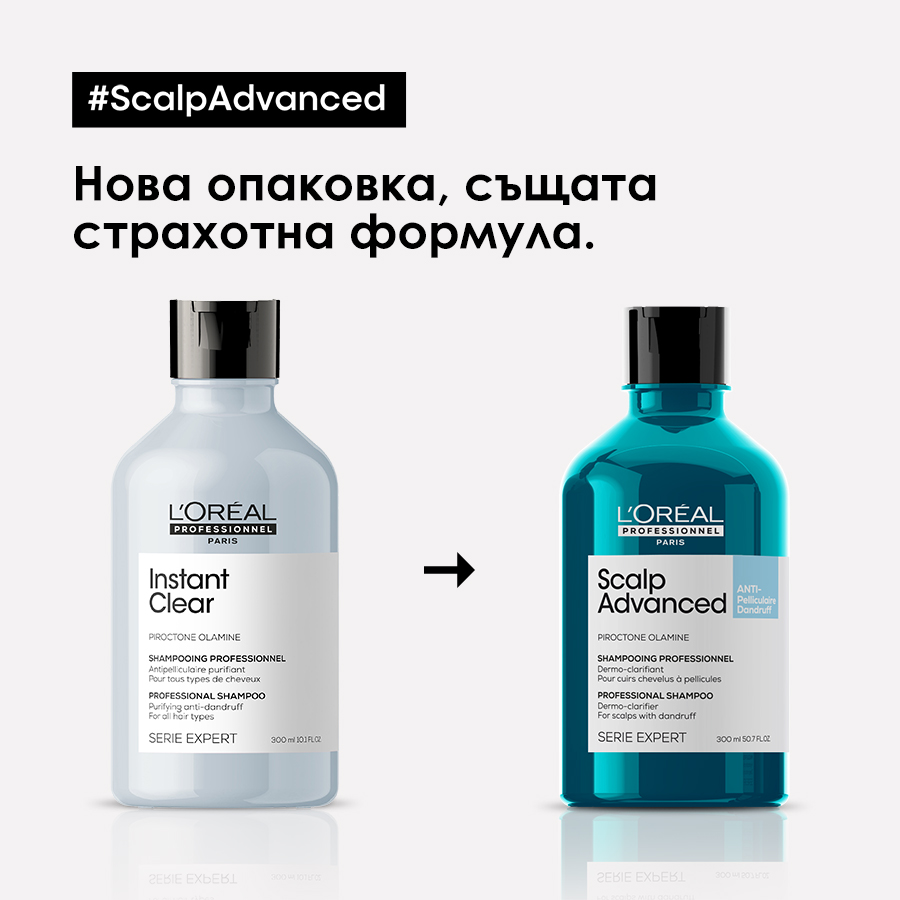 #ScalpAdvanced
Нова опаковка, същата
страхотна формула.
L'ORÉAL
PROFESSIONNEL
PARIS
Instant
Clear
PIROCTONE OLAMINE
SHAMPOOING PROFESSIONNEL
Antipelliculaire purifiant
Pour tous types de cheveux
PROFESSIONAL SHAMPOO
Purifying anti-dandruff
For all hair types
SERIE EXPERT
300 ml 10.1 FL.OZ
L'ORÉAL
PROFESSIONNEL
PARIS
Scalp
Advanced
ANTI-
Pelliculaire
Dandruff
PIROCTONE OLAMINE
SHAMPOOING PROFESSIONNEL
Dermo-clarifiant
Pour cuirs chevelus à pellicules
PROFESSIONAL SHAMPOO
Dermo-clarifier
For scalps with dandruff
SERIE EXPERT
300 ml 50.7 FL.OZ